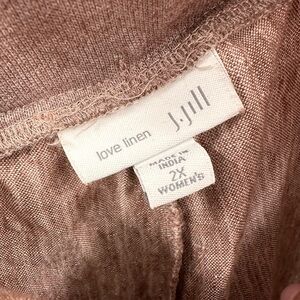 love linen J.Jill
MADE IN
INDIA
2X
WOMEN'S